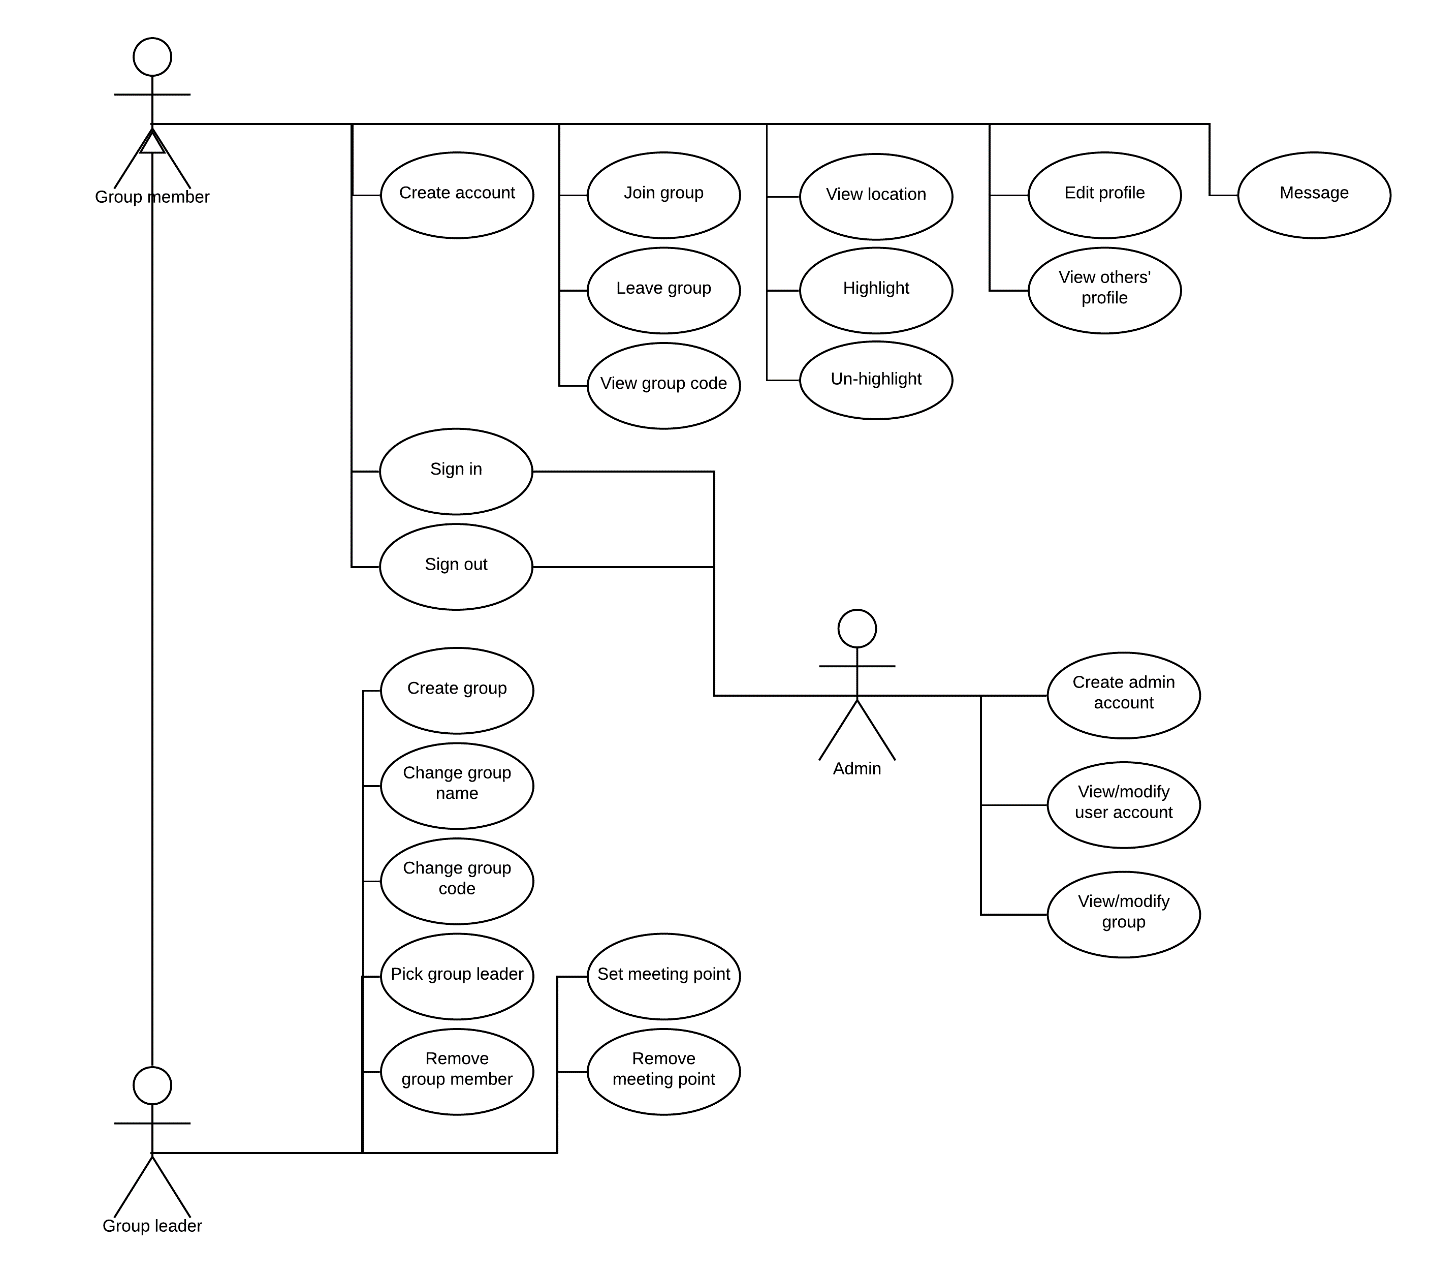 Group member
Create account
Join group
View location
Edit profile
Message
Leave group
Highlight
View others'
profile
View group code
Un-highlight
Sign in
Sign out
Create group
Change group
name
Change group
code
Pick group leader
Remove
group member
Set meeting point
Remove
meeting point
Admin
Create admin
account
View/modify
user account
View/modify
group
Group leader